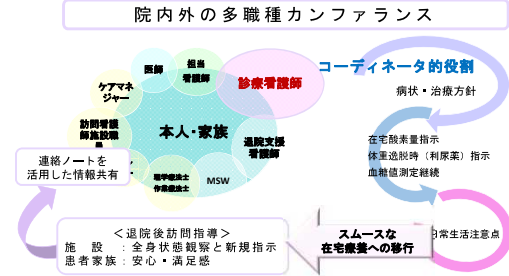 院内外の多職種カンファランス
医師
担当
看護師
診療看護師
コーディネータ的役割
ケアマネ
ジャー
病状・治療方針
訪問看護
師施設職
員
本人・家族
退院支援
看護師
在宅酸素量指示
体重逸脱時（利尿薬）指示
血糖値測定継続
連絡ノートを
活用した情報共有
理学療法士
作業療法士
MSW
＜退院後訪問指導＞
施　設　：全身状態観察と新規指示
患者家族：安心・満足感
スムースな
在宅療養への移行
日常生活注意点